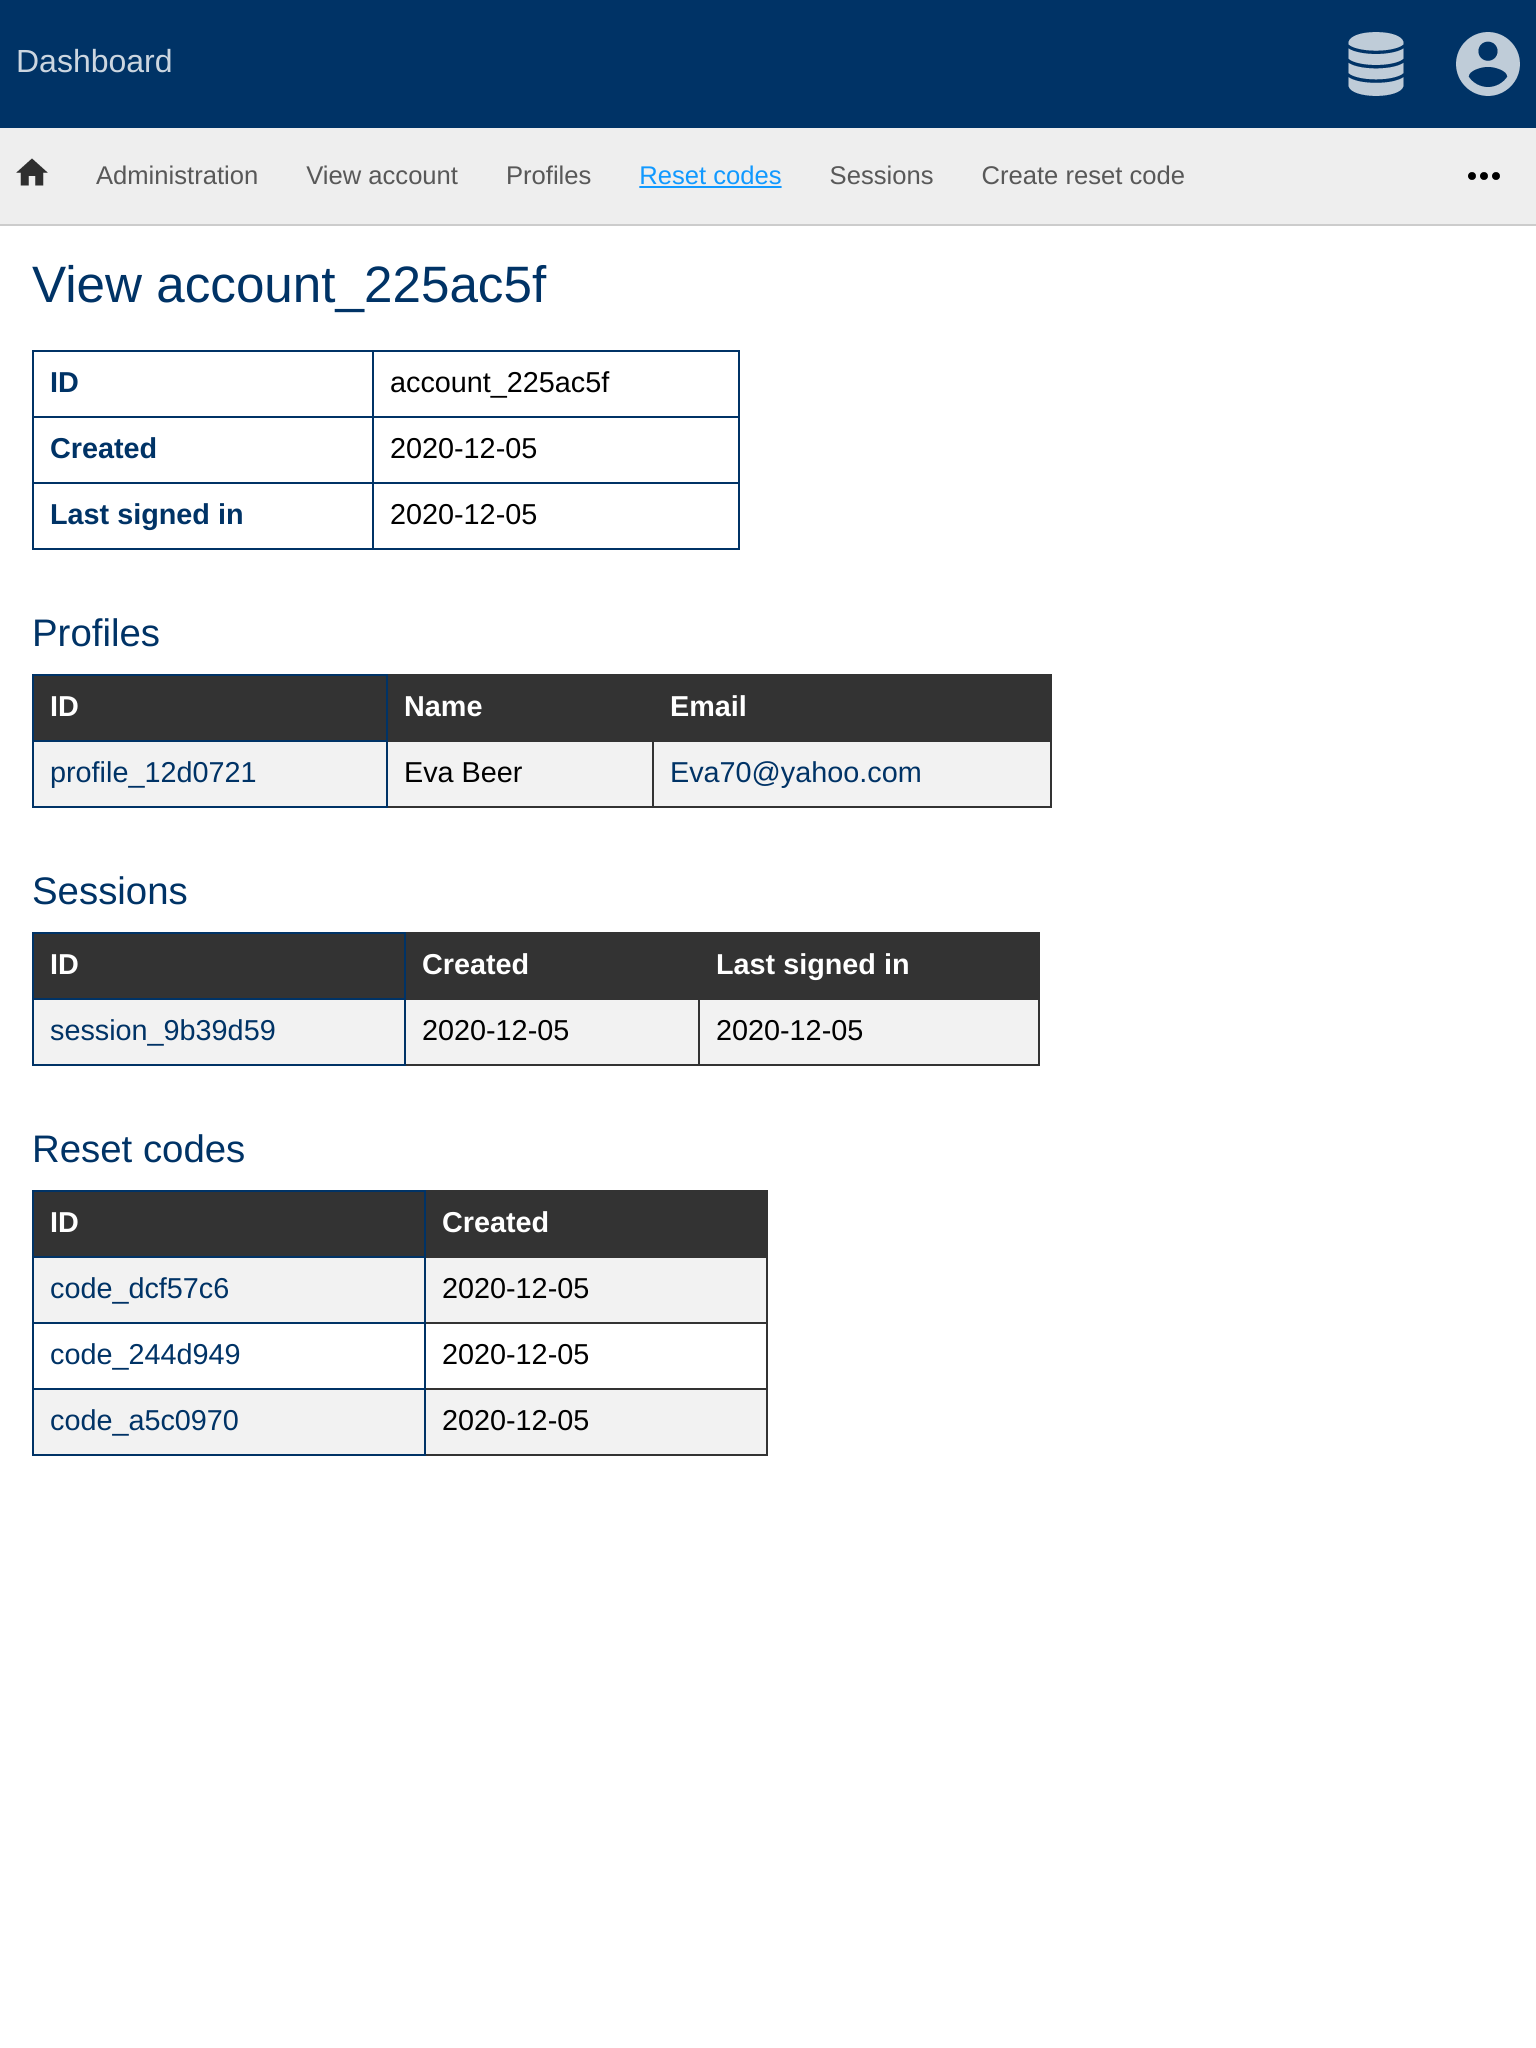 Dashboard
Administration View account Profiles Reset codes Sessions Create reset code
View account_225ac5f
ID account_225ac5f
Created 2020-12-05
Last signed in 2020-12-05
Profiles
ID Name Email
profile_12d0721 Eva Beer Eva70@yahoo.com
Sessions
ID Created Last signed in
session_9b39d59 2020-12-05 2020-12-05
Reset codes
ID Created
code_dcf57c6 2020-12-05
code_244d949 2020-12-05
code_a5c0970 2020-12-05